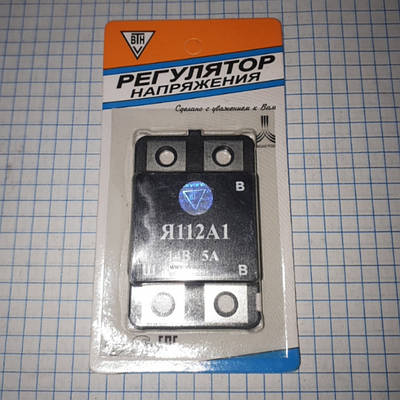 ВТН
РЕГУЛЯТОР
НАПРЯЖЕНИЯ
Сделано с уважением к Вам
В
Я112А1
14В 5А
Ш
В